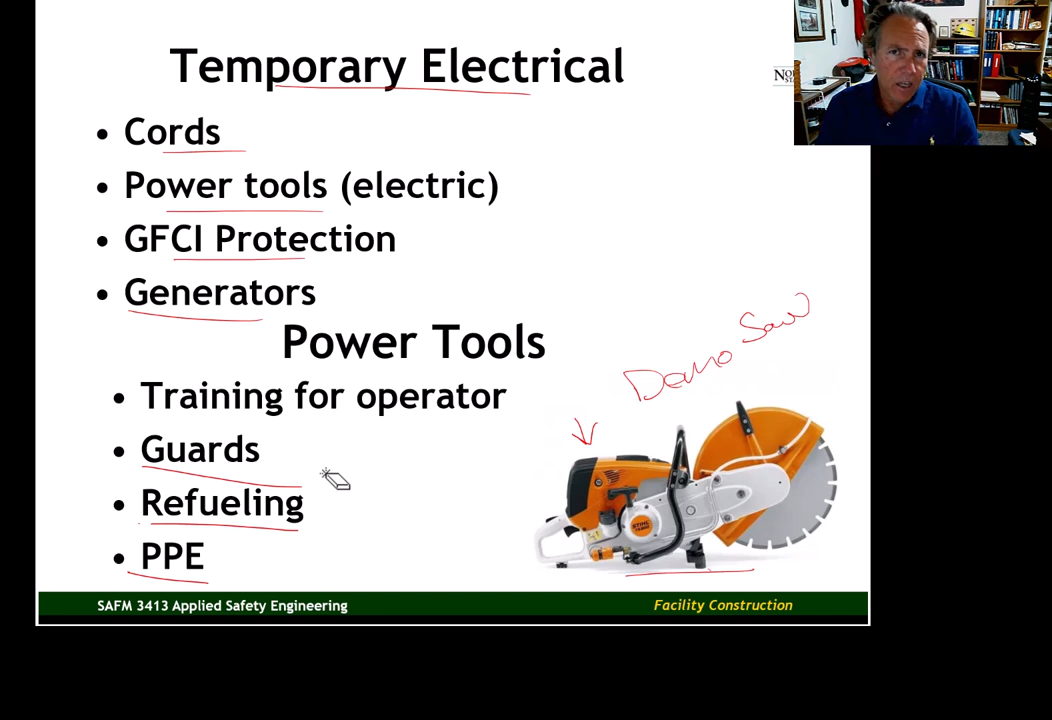 Temporary Electrical
• Cords
• Power tools (electric)
• GFCI Protection
• Generators
Power Tools
Demo Saw
• Training for operator
• Guards
• Refueling
• PPE
STIHL
SAFM 3413 Applied Safety Engineering
Facility Construction